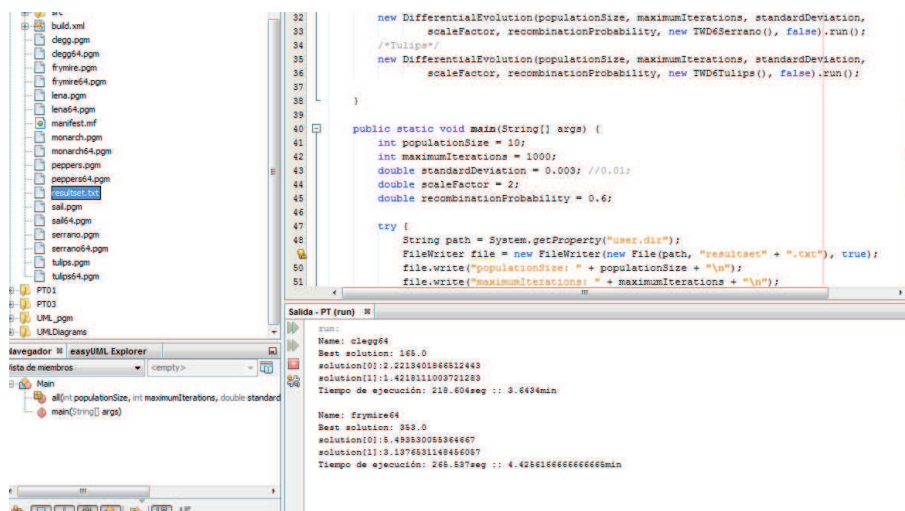 src
build.xml
clegg.pgm
clegg64.pgm
frymire.pgm
frymire64.pgm
lena.pgm
lena64.pgm
manifest.mf
monarch.pgm
monarch64.pgm
peppers.pgm
peppers64.pgm
resultset.txt
sail.pgm
sail64.pgm
serrano.pgm
serrano64.pgm
tulips.pgm
tulips64.pgm
PT01
PT03
UML_pgm
UMLDiagrams
Navegador easyUML Explorer
Vista de miembros <empty>
Main
all(int populationSize, int maximumIterations, double standard
main(String[] args)
32 new DifferentialEvolution(populationSize, maximumIterations, standardDeviation,
33 scaleFactor, recombinationProbability, new TWD6Serrano(), false).run();
34 /*Tulips*/
35 new DifferentialEvolution(populationSize, maximumIterations, standardDeviation,
36 scaleFactor, recombinationProbability, new TWD6Tulips(), false).run();
37
38 }
39
40 public static void main(String[] args) {
41 int populationSize = 10;
42 int maximumIterations = 1000;
43 double standardDeviation = 0.003; //0.01;
44 double scaleFactor = 2;
45 double recombinationProbability = 0.6;
46
47 try {
48 String path = System.getProperty("user.dir");
FileWriter file = new FileWriter(new File(path, "resultset" + ".txt"), true);
50 file.write("populationSize: " + populationSize + "\n");
51 file.write("maximumIterations: " + maximumIterations + "\n");
Salida - PT (run)
run:
Name: clegg64
Best solution: 165.0
solution[0]:2.2213401866512443
solution[1]:1.4218111003721283
Tiempo de ejecución: 218.604seg :: 3.6434min
Name: frymire64
Best solution: 353.0
solution[0]:5.493530055364667
solution[1]:3.1376531148456057
Tiempo de ejecución: 265.537seg :: 4.4256166666666665min